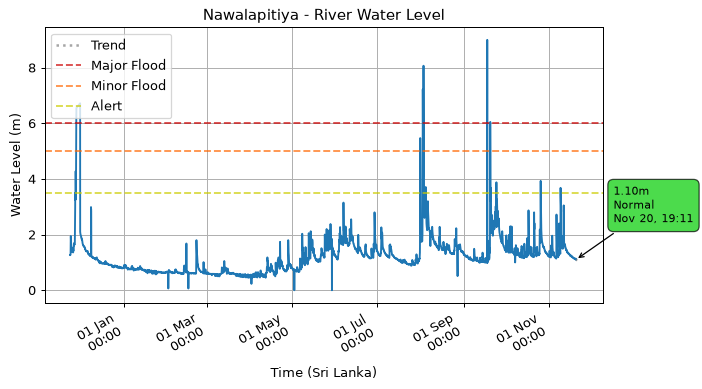 Nawalapitiya - River Water Level
Trend
Major Flood
Minor Flood
Alert
Water Level (m)
8
6
4
2
0
1.10m
Normal
Nov 20, 19:11
01 Jan
00:00
01 Mar
00:00
01 May
00:00
01 Jul
00:00
01 Sep
00:00
01 Nov
00:00
Time (Sri Lanka)